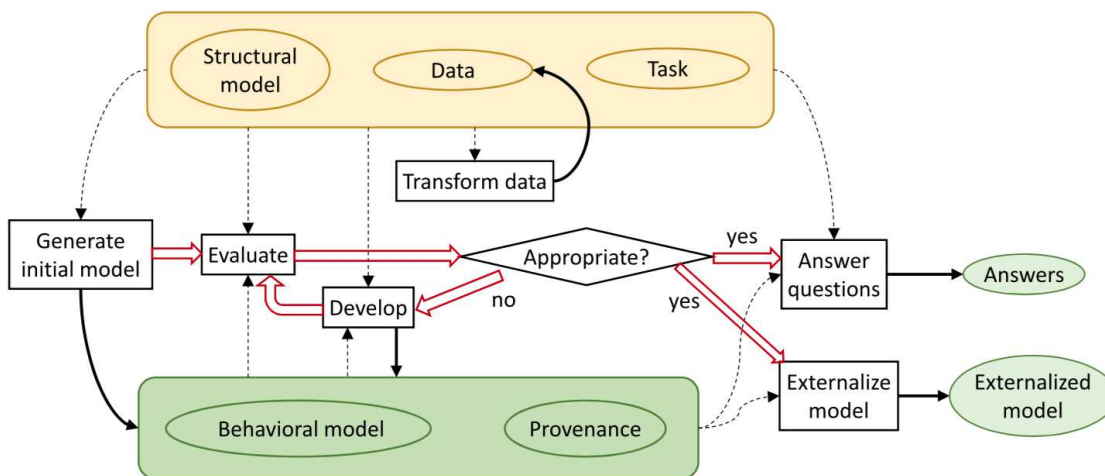 Structural
model
Data
Task
Transform data
Generate
initial model
Evaluate
Appropriate?
yes
Answer
questions
Answers
no
Develop
yes
Externalize
model
Externalized
model
Behavioral model
Provenance